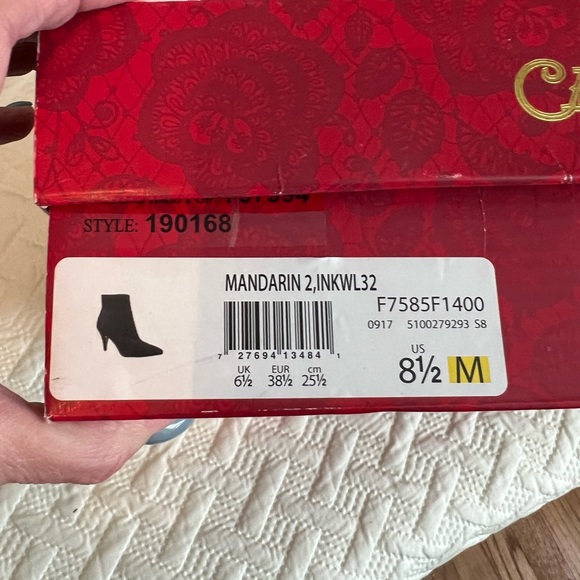 CA
STYLE: 190168
MANDARIN 2,INKWL32
F7585F1400
0917 5100279293 S8
7 27694 13484 1
UK EUR cm
6½ 38½ 25½
US
8½ M